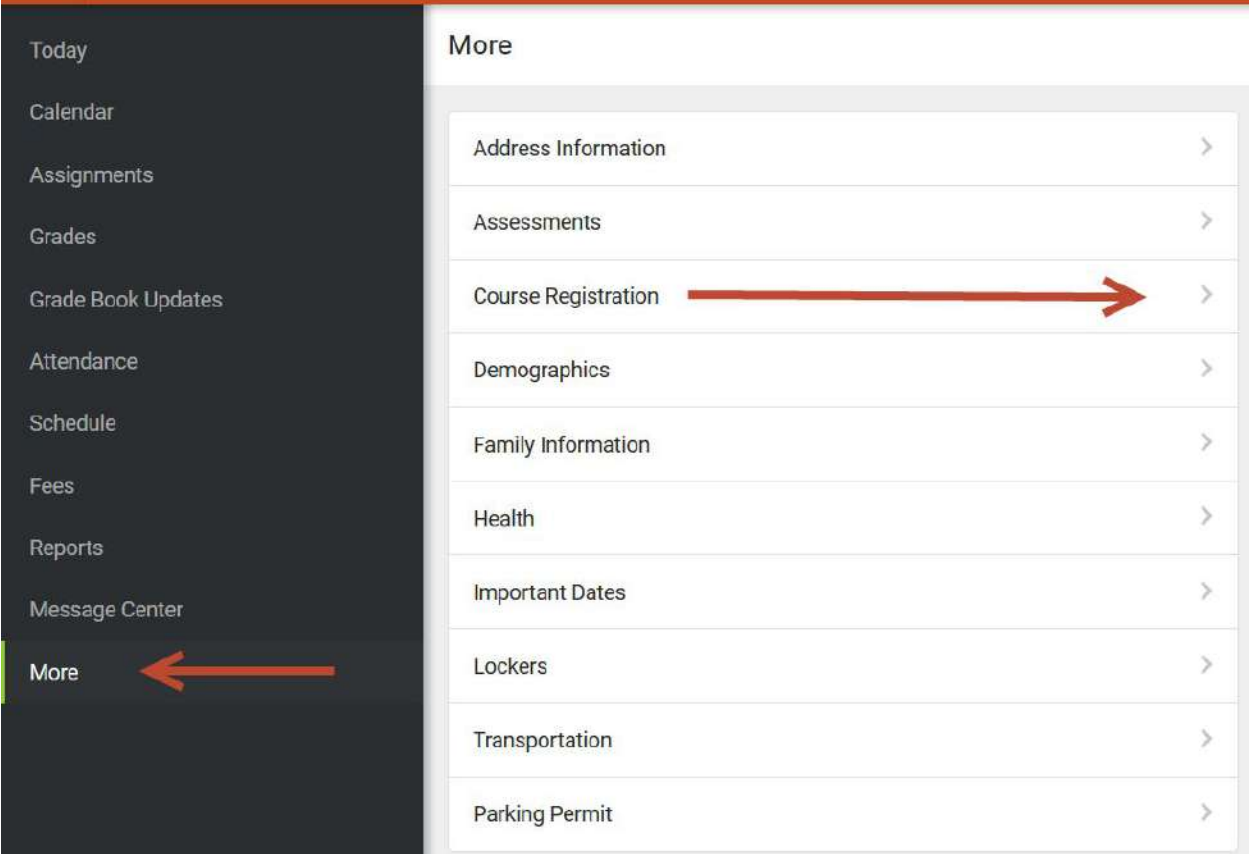 Today
Calendar
Assignments
Grades
Grade Book Updates
Attendance
Schedule
Fees
Reports
Message Center
More
More
Address Information
Assessments
Course Registration
Demographics
Family Information
Health
Important Dates
Lockers
Transportation
Parking Permit